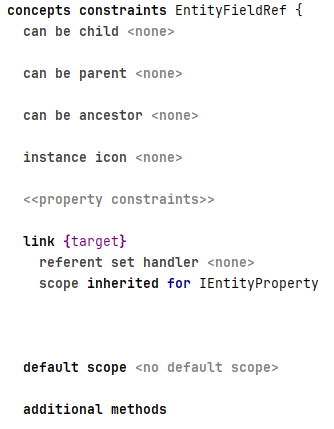 concepts constraints EntityFieldRef {
can be child <none>
can be parent <none>
can be ancestor <none>
instance icon <none>
<<property constraints>>
link {target}
referent set handler <none>
scope inherited for IEntityProperty
default scope <no default scope>
additional methods